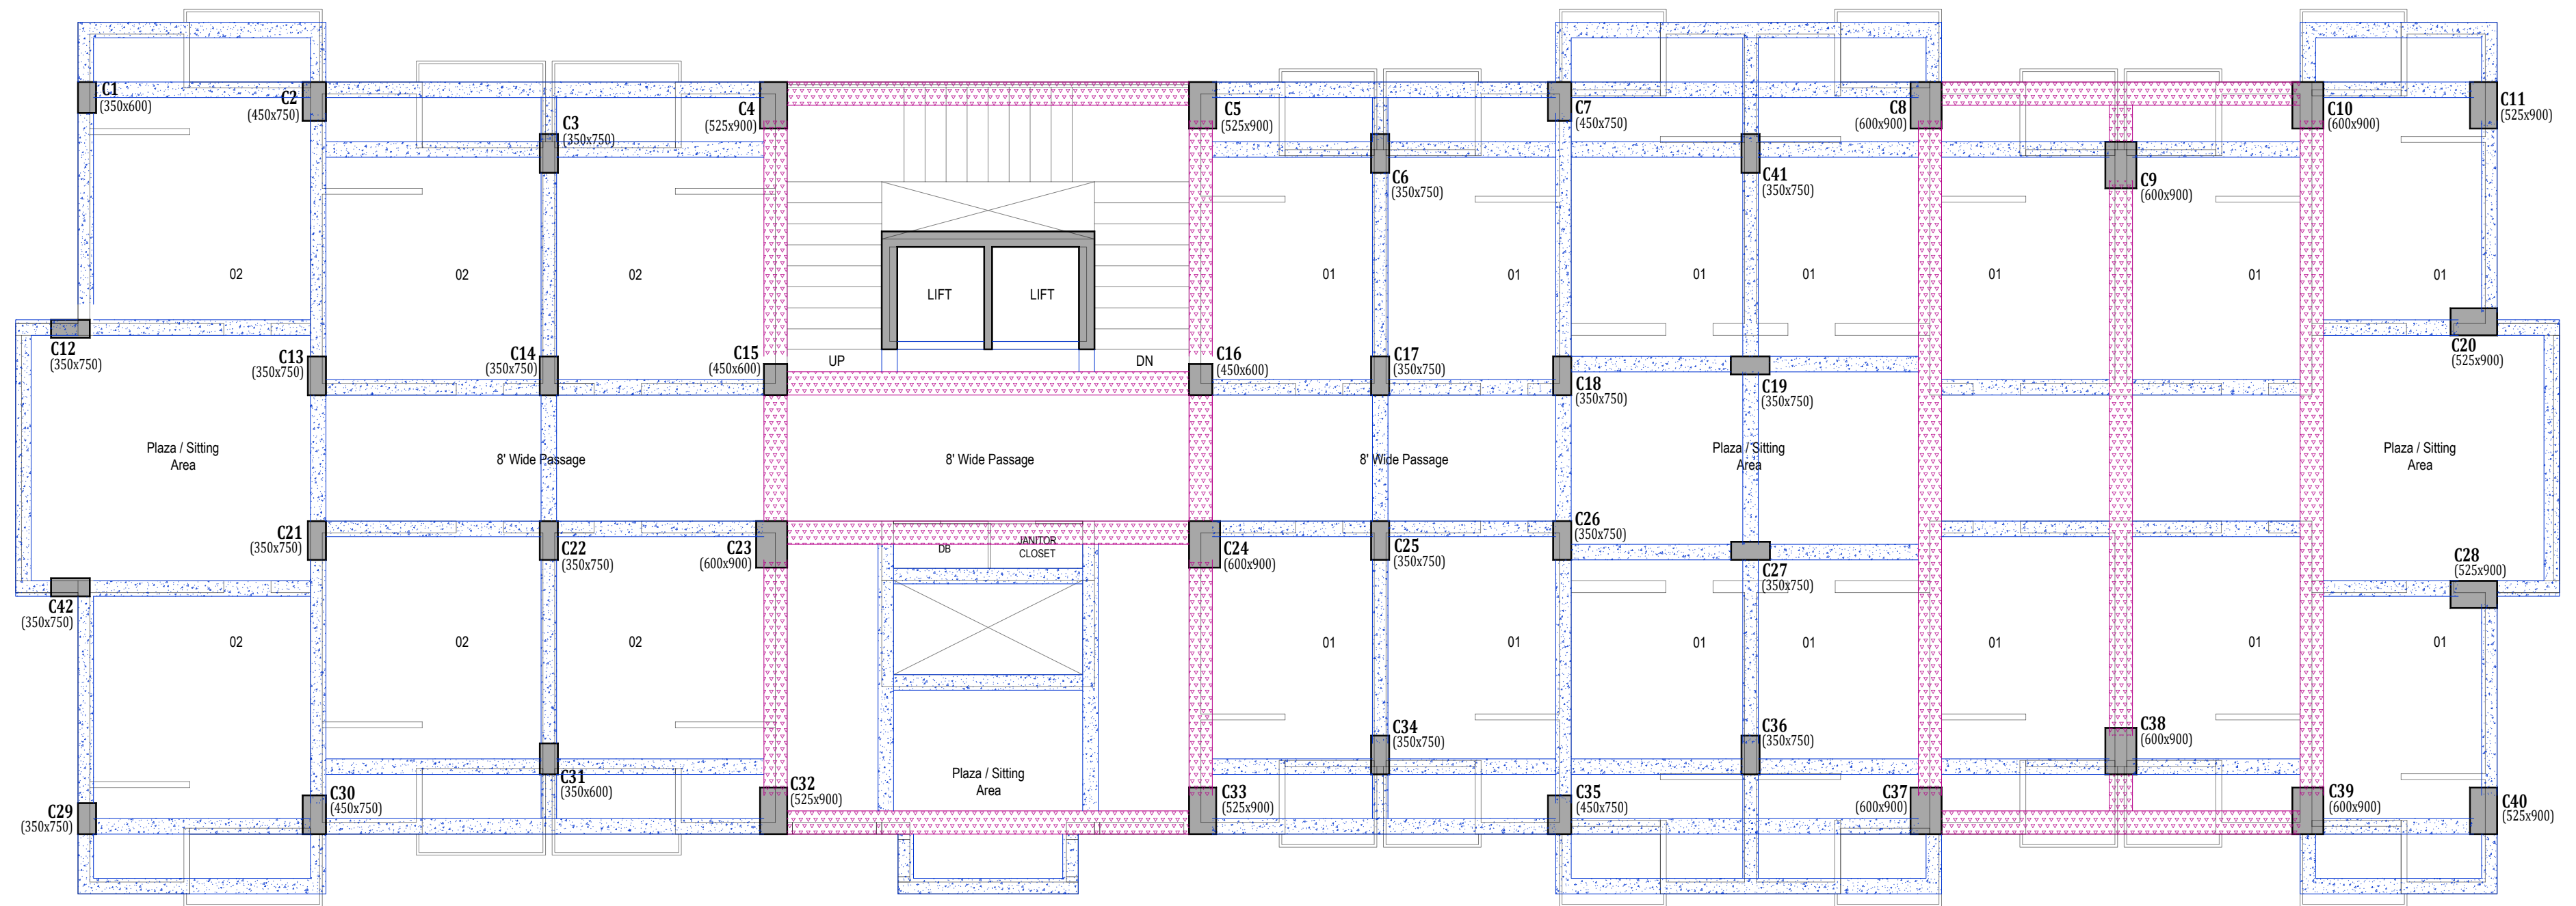 C1
(350x600)
C2
(450x750)
C3
(350x750)
C4
(525x900)
C5
(525x900)
C6
(350x750)
C7
(450x750)
C41
(350x750)
C8
(600x900)
C9
(600x900)
C10
(600x900)
C11
(525x900)
02
02
02
LIFT
LIFT
01
01
01
01
01
01
01
UP
DN
C12
(350x750)
C13
(350x750)
C14
(350x750)
C15
(450x600)
C16
(450x600)
C17
(350x750)
C18
(350x750)
C19
(350x750)
C20
(525x900)
Plaza / Sitting
Area
8' Wide Passage
8' Wide Passage
8' Wide Passage
Plaza / Sitting
Area
Plaza / Sitting
Area
C21
(350x750)
C22
(350x750)
C23
(600x900)
DB
JANITOR
CLOSET
C24
(600x900)
C25
(350x750)
C26
(350x750)
C27
(350x750)
C28
(525x900)
C42
(350x750)
02
02
02
01
01
01
01
01
01
01
C29
(350x750)
C30
(450x750)
C31
(350x600)
C32
(525x900)
Plaza / Sitting
Area
C33
(525x900)
C34
(350x750)
C35
(450x750)
C36
(350x750)
C37
(600x900)
C38
(600x900)
C39
(600x900)
C40
(525x900)